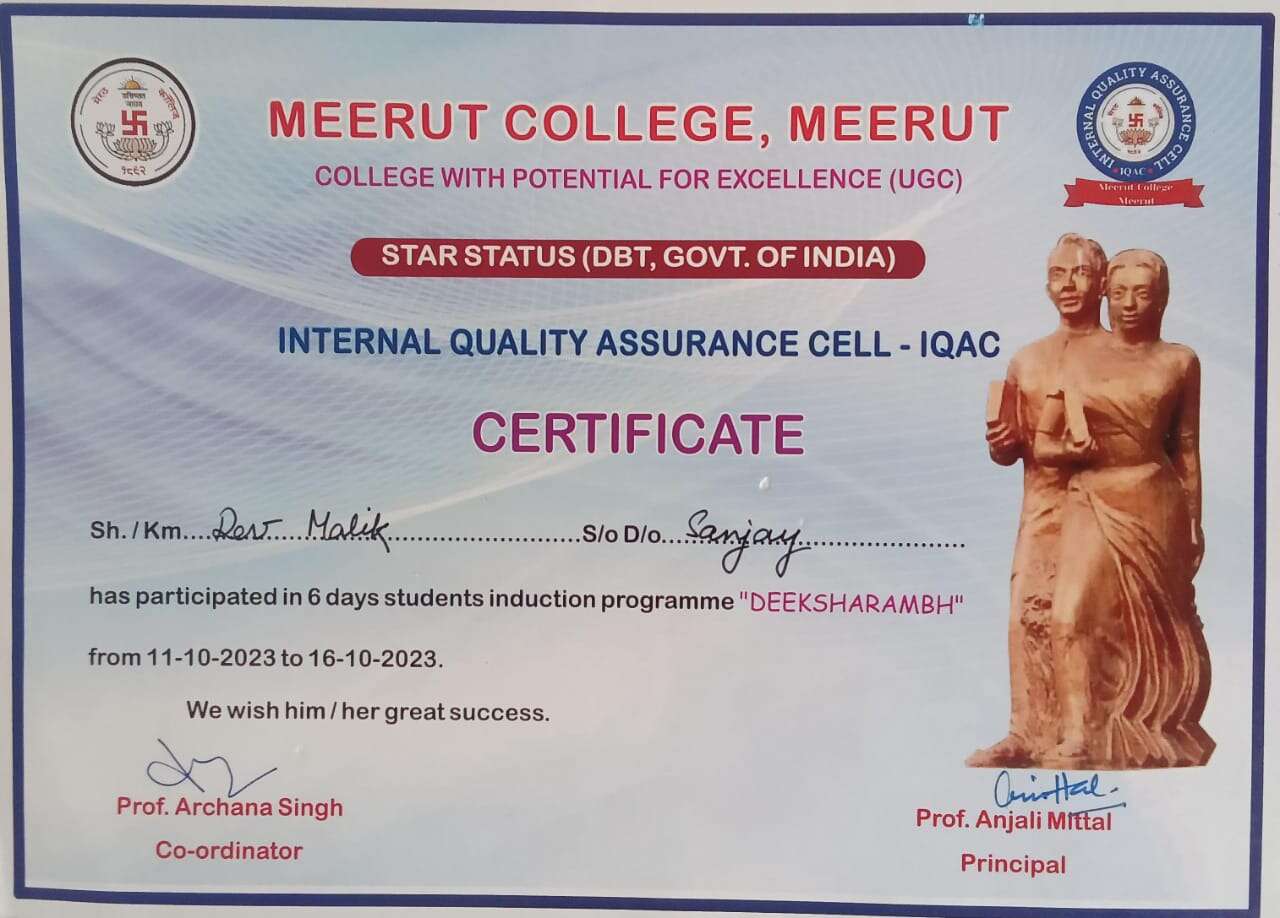 मेरठ कॉलिज
१८९२
MEERUT COLLEGE, MEERUT
COLLEGE WITH POTENTIAL FOR EXCELLENCE (UGC)
INTERNAL QUALITY ASSURANCE CELL
IQAC
Meerut College
Meerut
STAR STATUS (DBT, GOVT. OF INDIA)
INTERNAL QUALITY ASSURANCE CELL - IQAC
CERTIFICATE
Sh. / Km....Dev Malik.............................S/o D/o....Sanjay......................
has participated in 6 days students induction programme "DEEKSHARAMBH"
from 11-10-2023 to 16-10-2023.
We wish him / her great success.
Prof. Archana Singh
Co-ordinator
Prof. Anjali Mittal
Principal